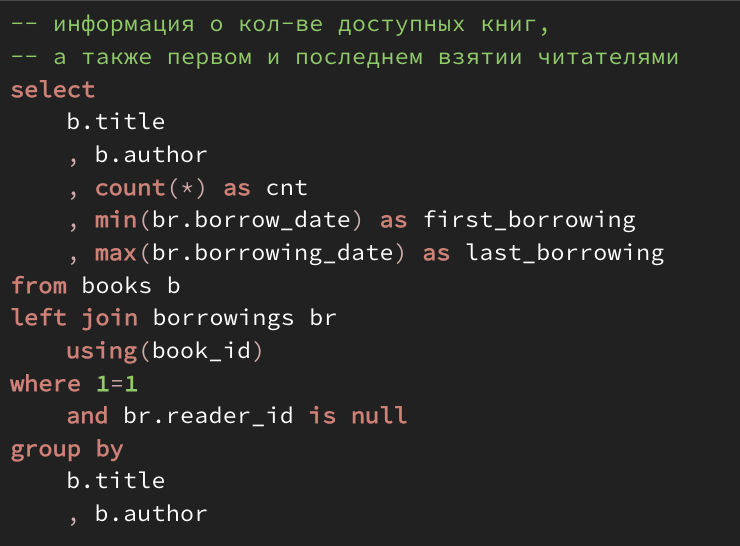 -- информация о кол-ве доступных книг,
-- а также первом и последнем взятии читателями
select
    b.title
    , b.author
    , count(*) as cnt
    , min(br.borrow_date) as first_borrowing
    , max(br.borrowing_date) as last_borrowing
from books b
left join borrowings br
    using(book_id)
where 1=1
    and br.reader_id is null
group by
    b.title
    , b.author